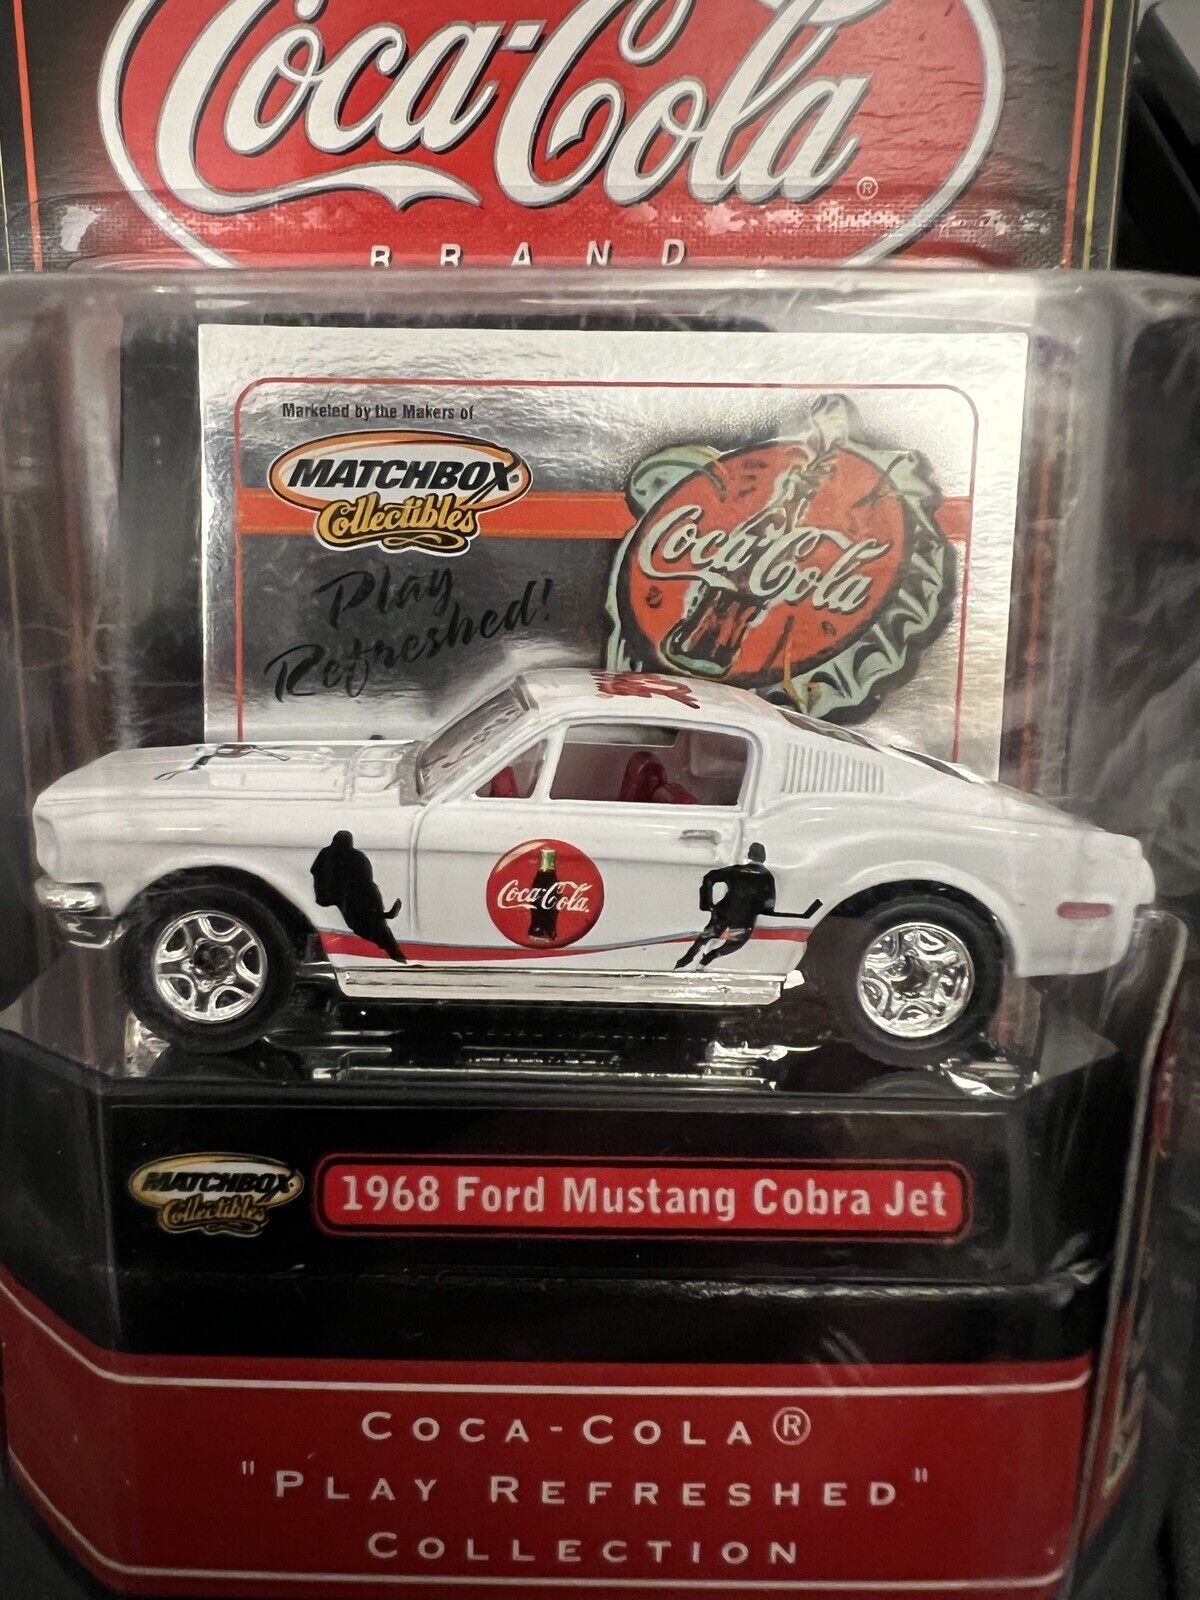 Coca-Cola
®
BRAND
Marketed by the Makers of
MATCHBOX
Collectibles
Play
Refreshed!
Coca-Cola
Coca-Cola
MATCHBOX
Collectibles
1968 Ford Mustang Cobra Jet
COCA-COLA®
"PLAY REFRESHED"
COLLECTION